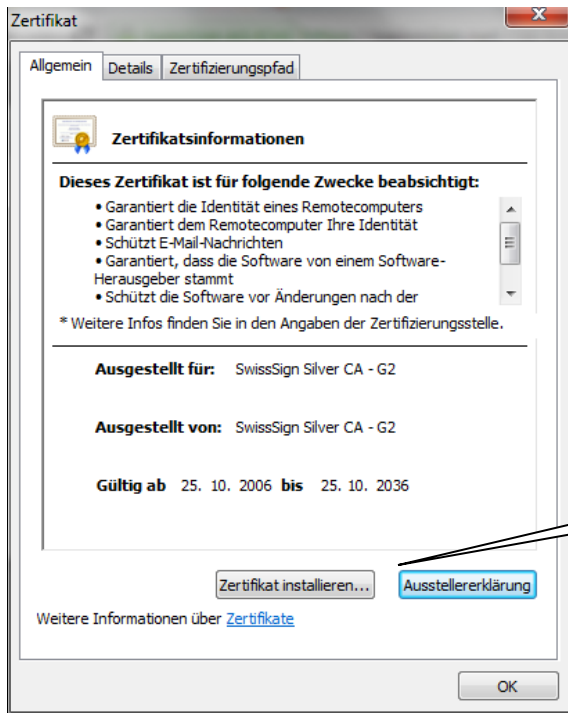 Zertifikat
Allgemein Details Zertifizierungspfad
Zertifikatsinformationen
Dieses Zertifikat ist für folgende Zwecke beabsichtigt:
• Garantiert die Identität eines Remotecomputers
• Garantiert dem Remotecomputer Ihre Identität
• Schützt E-Mail-Nachrichten
• Garantiert, dass die Software von einem Software-
Herausgeber stammt
• Schützt die Software vor Änderungen nach der
* Weitere Infos finden Sie in den Angaben der Zertifizierungsstelle.
Ausgestellt für: SwissSign Silver CA - G2
Ausgestellt von: SwissSign Silver CA - G2
Gültig ab 25. 10. 2006 bis 25. 10. 2036
Zertifikat installieren... Ausstellererklärung
Weitere Informationen über Zertifikate
OK